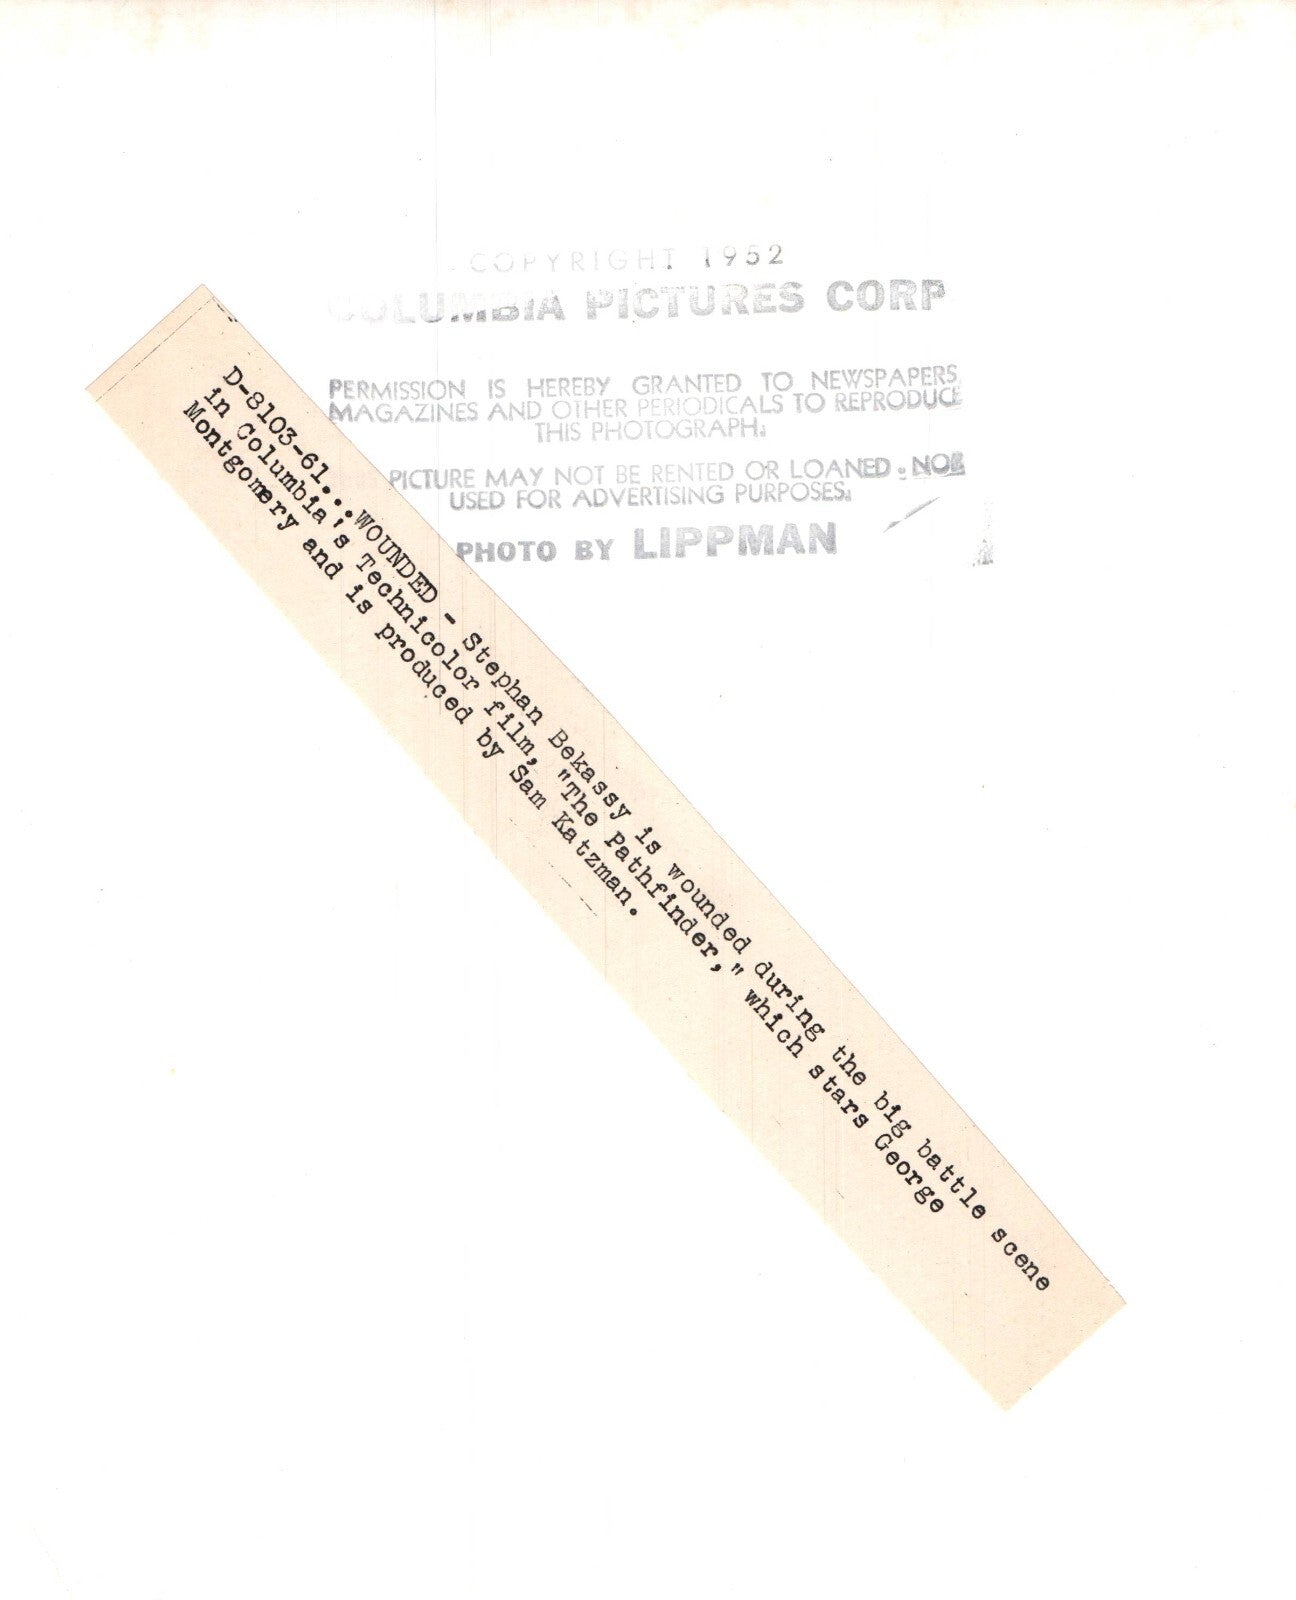 COPYRIGHT 1952
COLUMBIA PICTURES CORP
PERMISSION IS HEREBY GRANTED TO NEWSPAPERS
MAGAZINES AND OTHER PERIODICALS TO REPRODUCE
THIS PHOTOGRAPH.
PICTURE MAY NOT BE RENTED OR LOANED. NOR
USED FOR ADVERTISING PURPOSES.
PHOTO BY LIPPMAN
D-8103-61...WOUNDED - Stephan Bekassy is wounded during the big battle scene
in Columbia's Technicolor film, "The Pathfinder," which stars George
Montgomery and is produced by Sam Katzman.